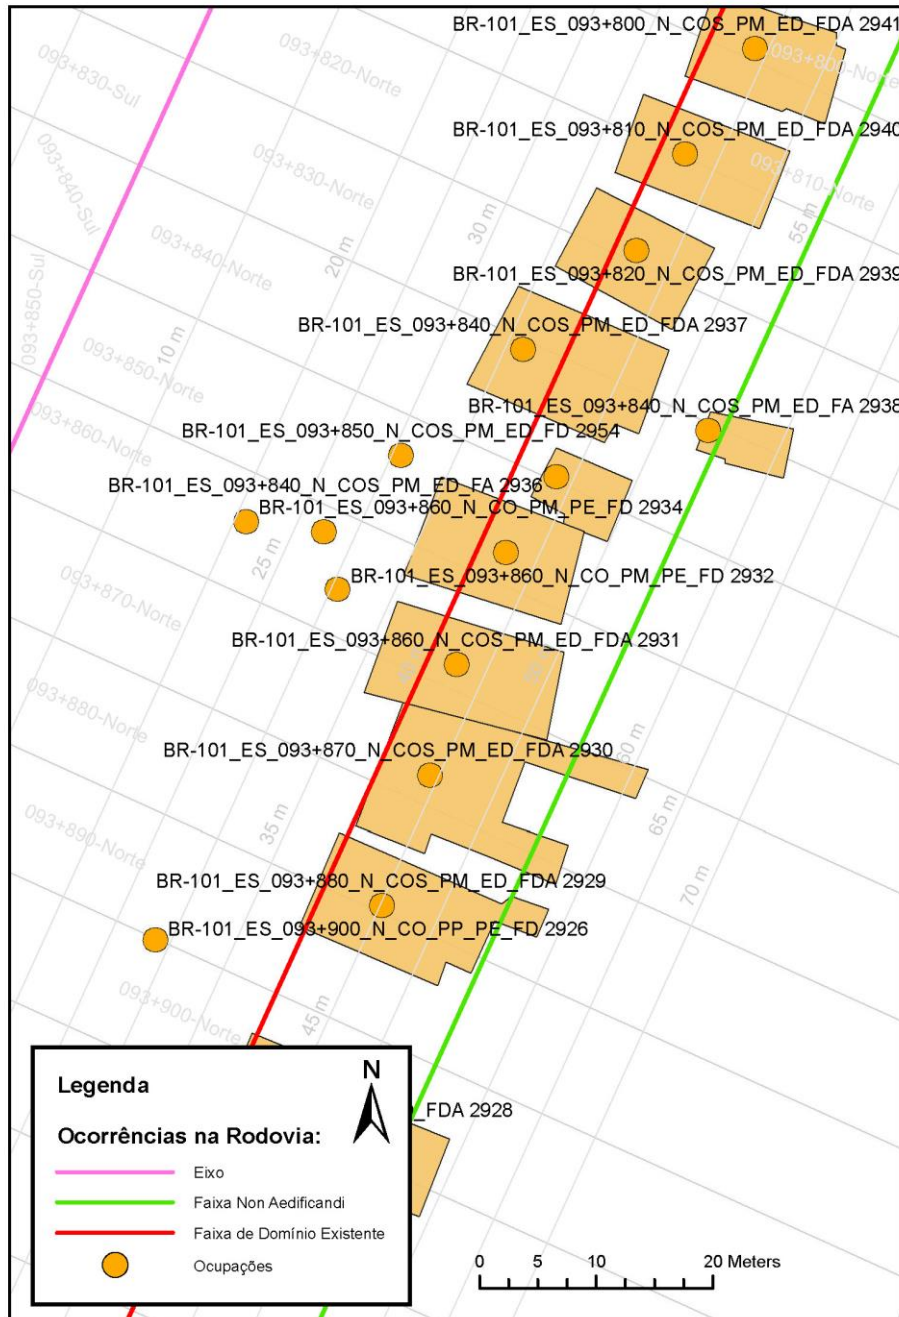 BR-101_ES_093+800_N_COS_PM_ED_FDA 2941
093+800-Norte
093+820-Norte
093+830-Sul
BR-101_ES_093+810_N_COS_PM_ED_FDA 2940
093+810-Norte
093+830-Norte
093+840-Sul
55 m
30 m
20 m
093+840-Norte
BR-101_ES_093+820_N_COS_PM_ED_FDA 2939
093+850-Sul
10 m
BR-101_ES_093+840_N_COS_PM_ED_FDA 2937
093+850-Norte
BR-101_ES_093+840_N_COS_PM_ED_FA 2938
093+860-Norte
BR-101_ES_093+850_N_COS_PM_ED_FD 2954
BR-101_ES_093+840_N_COS_PM_ED_FA 2936
BR-101_ES_093+860_N_CO_PM_PE_FD 2934
25 m
BR-101_ES_093+860_N_CO_PM_PE_FD 2932
093+870-Norte
BR-101_ES_093+860_N_COS_PM_ED_FDA 2931
093+880-Norte
60 m
BR-101_ES_093+870_N_COS_PM_ED_FDA 2930
35 m
65 m
093+890-Norte
BR-101_ES_093+880_N_COS_PM_ED_FDA 2929
70 m
BR-101_ES_093+900_N_CO_PP_PE_FD 2926
093+900-Norte
45 m
_FDA 2928
N
Legenda
Ocorrências na Rodovia:
Eixo
Faixa Non Aedificandi
Faixa de Domínio Existente
Ocupações
0 5 10 20 Meters